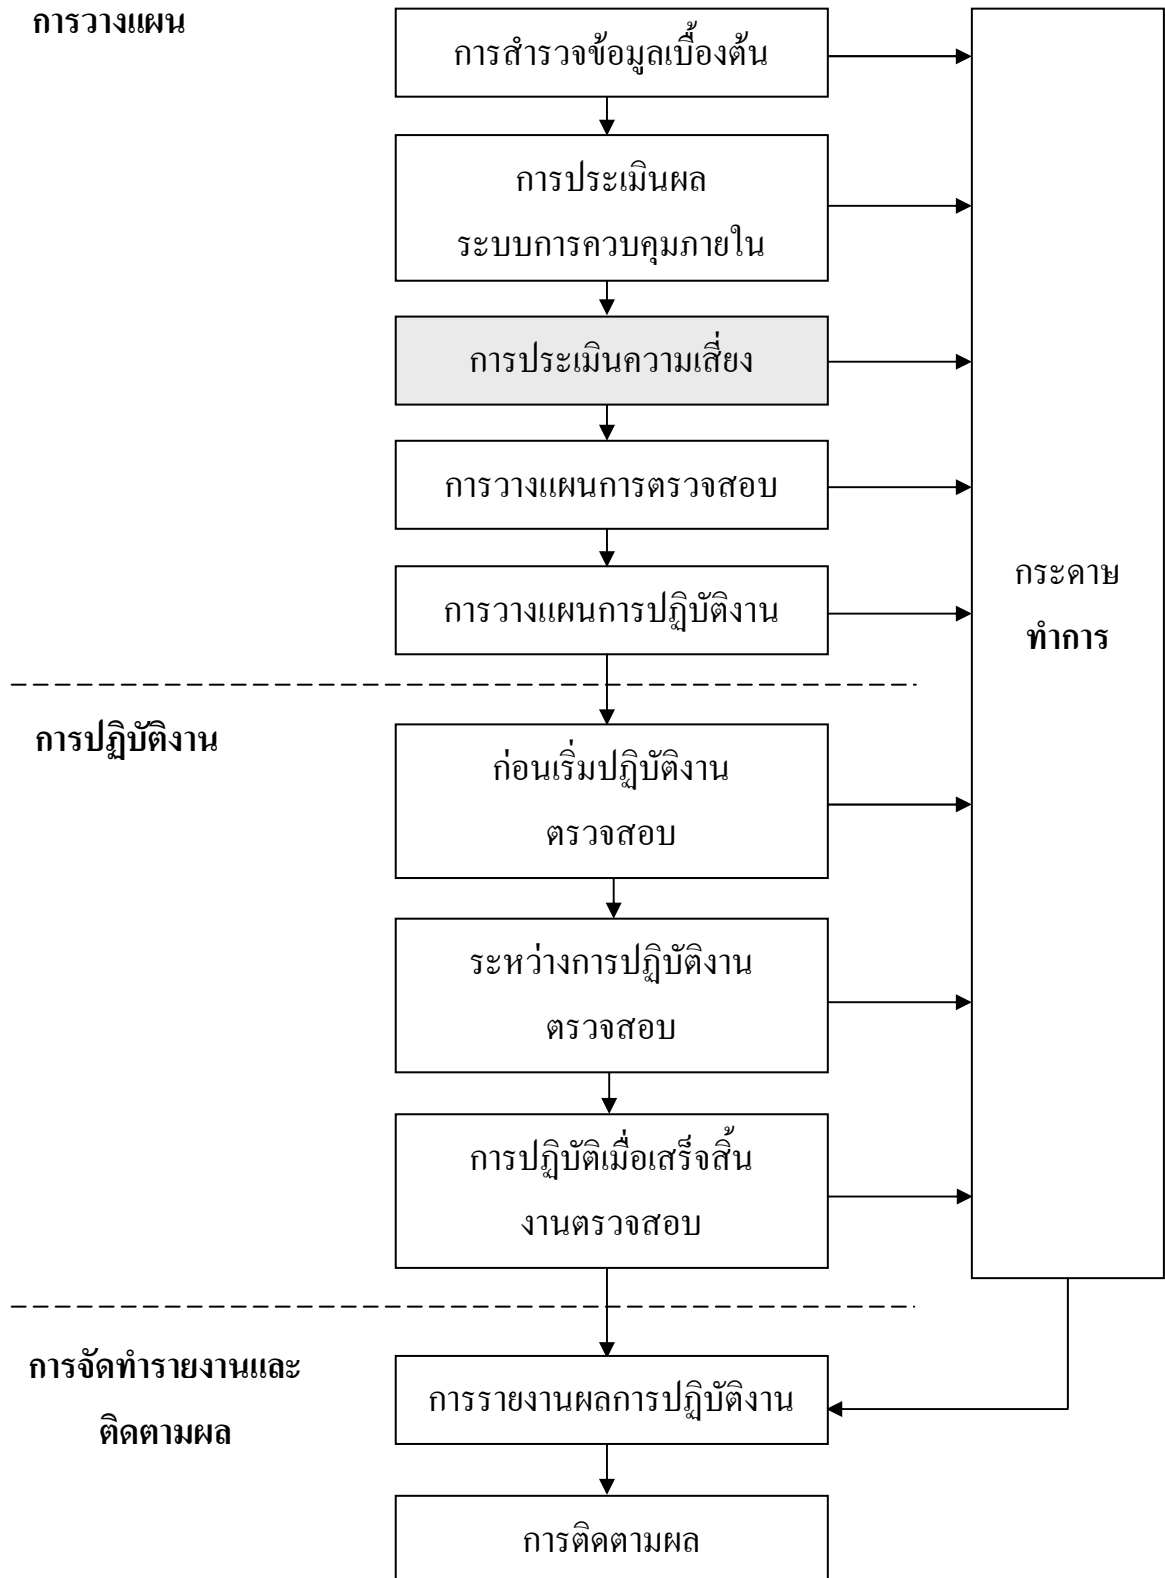 การวางแผน
การสำรวจข้อมูลเบื้องต้น
การประเมินผล
ระบบการควบคุมภายใน
การประเมินความเสี่ยง
การวางแผนการตรวจสอบ
การวางแผนการปฏิบัติงาน
กระดาษ
ทำการ
การปฏิบัติงาน
ก่อนเริ่มปฏิบัติงาน
ตรวจสอบ
ระหว่างการปฏิบัติงาน
ตรวจสอบ
การปฏิบัติเมื่อเสร็จสิ้น
งานตรวจสอบ
การจัดทำรายงานและ
ติดตามผล
การรายงานผลการปฏิบัติงาน
การติดตามผล